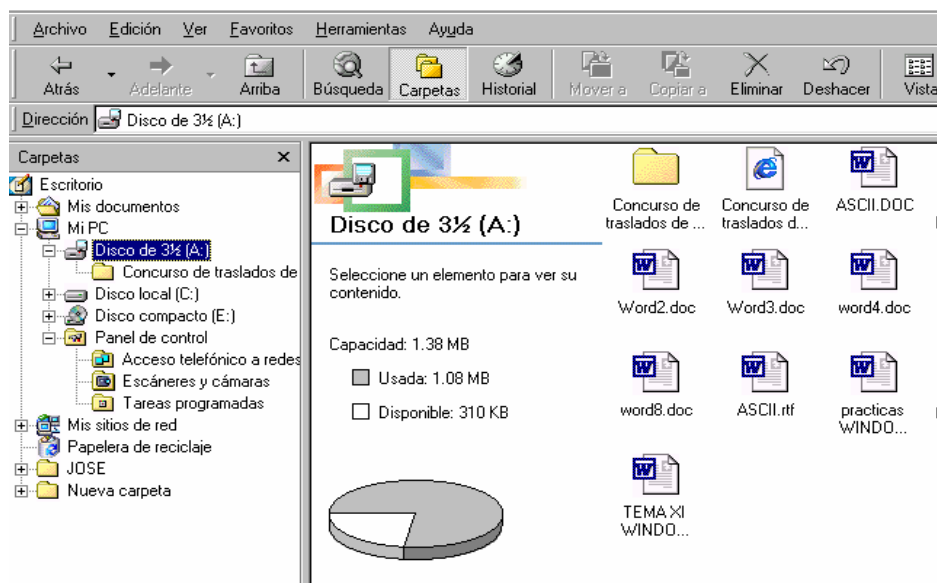 Archivo Edición Ver Favoritos Herramientas Ayuda
Atrás Adelante Arriba Búsqueda Carpetas Historial Mover a Copiar a Eliminar Deshacer Vista
Dirección Disco de 3½ (A:)
Carpetas
Escritorio
Mis documentos
Mi PC
Disco de 3½ (A:)
Concurso de traslados de
Disco local (C:)
Disco compacto (E:)
Panel de control
Acceso telefónico a redes
Escáneres y cámaras
Tareas programadas
Mis sitios de red
Papelera de reciclaje
JOSE
Nueva carpeta
Disco de 3½ (A:)
Seleccione un elemento para ver su
contenido.
Capacidad: 1.38 MB
Usada: 1.08 MB
Disponible: 310 KB
Concurso de
traslados de ...
Concurso de
traslados d...
ASCII.DOC
Word2.doc
Word3.doc
word4.doc
word8.doc
ASCII.rtf
practicas
WINDO...
TEMA XI
WINDO...